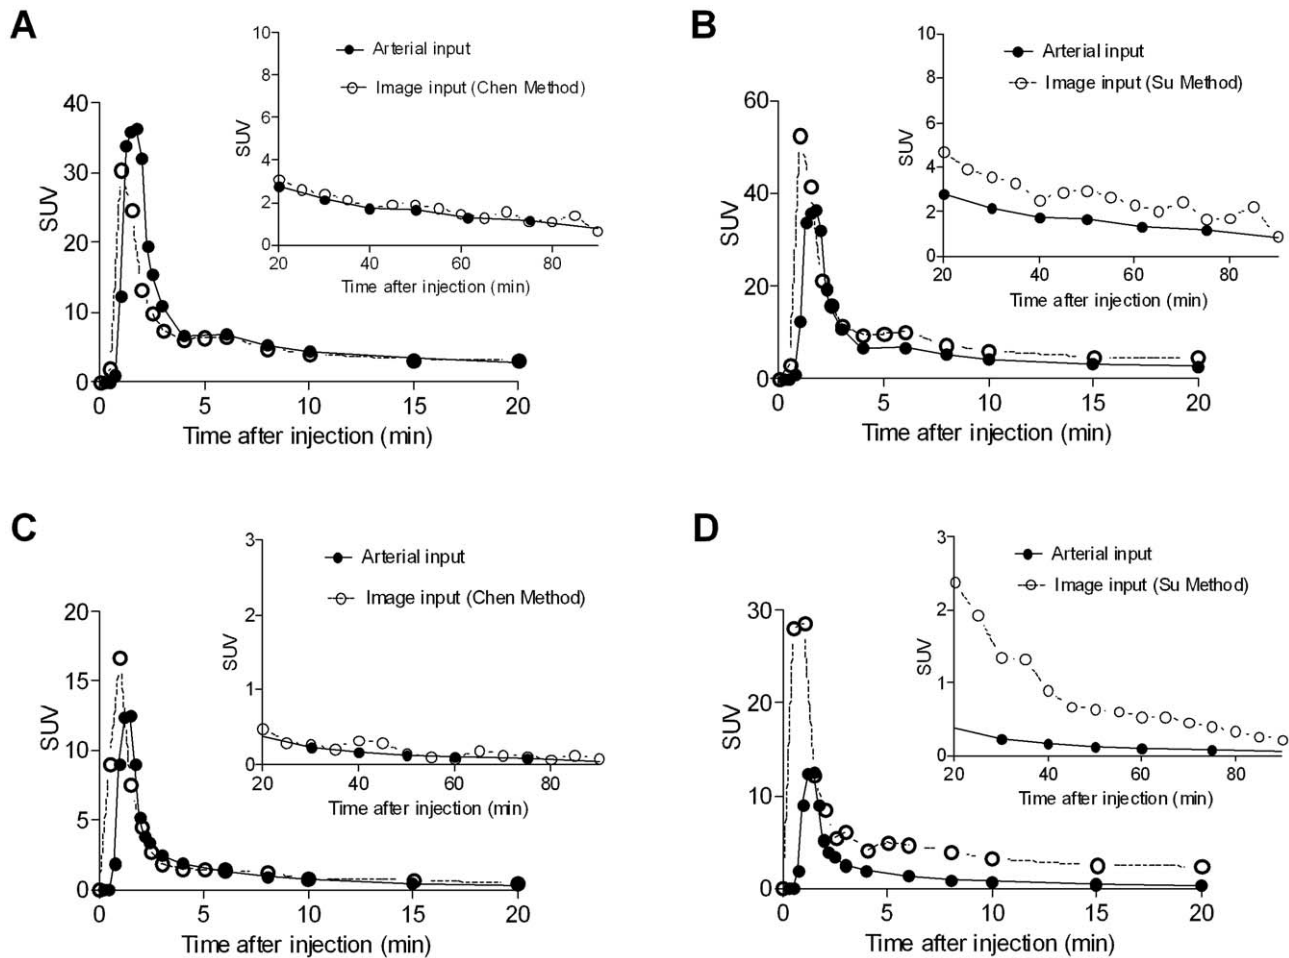 A
10
8
6
4
2
0
SUV
20
40
60
80
Time after injection (min)
Arterial input
Image input (Chen Method)
40
30
20
10
0
SUV
0
5
10
15
20
Time after injection (min)
B
10
8
6
4
2
0
SUV
20
40
60
80
Time after injection (min)
Arterial input
Image input (Su Method)
60
40
20
0
SUV
0
5
10
15
20
Time after injection (min)
C
3
2
1
0
SUV
20
40
60
80
Time after injection (min)
Arterial input
Image input (Chen Method)
20
15
10
5
0
SUV
0
5
10
15
20
Time after injection (min)
D
3
2
1
0
SUV
20
40
60
80
Time after injection (min)
Arterial input
Image input (Su Method)
30
20
10
0
SUV
0
5
10
15
20
Time after injection (min)